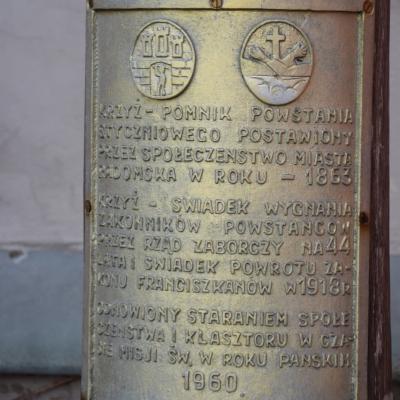 KRZYŻ - POMNIK POWSTANIA
STYCZNIOWEGO POSTAWIONY
PRZEZ SPOŁECZEŃSTWO MIASTA
RADOMSKA W ROKU - 1863
KRZYŻ - ŚWIADEK WYGNANIA
ZAKONNIKÓW POWSTAŃCÓW
PRZEZ RZĄD ZABORCZY NA 44
LATA I ŚWIADEK POWROTU ZA-
KONU FRANCISZKANÓW W 1918 R
ODNOWIONY STARANIEM SPOŁE
CZEŃSTWA I KLASZTORU W CZA-
SIE MISJI ŚW. W ROKU PAŃSKIM
1960